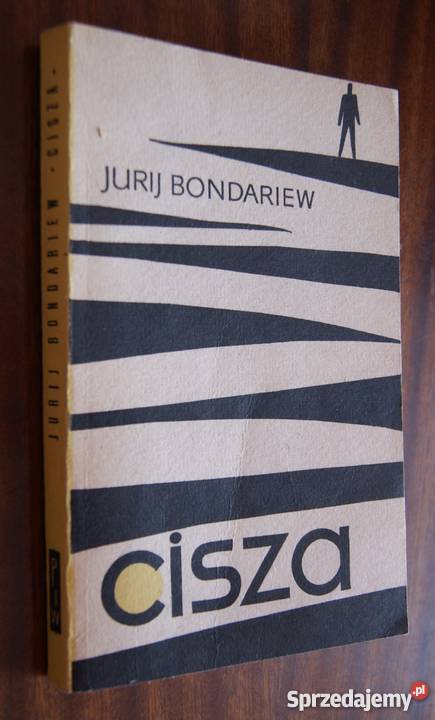 JURIJ BONDARIEW · CISZA ·
JURIJ BONDARIEW
cisza
Sprzedajemy.pl